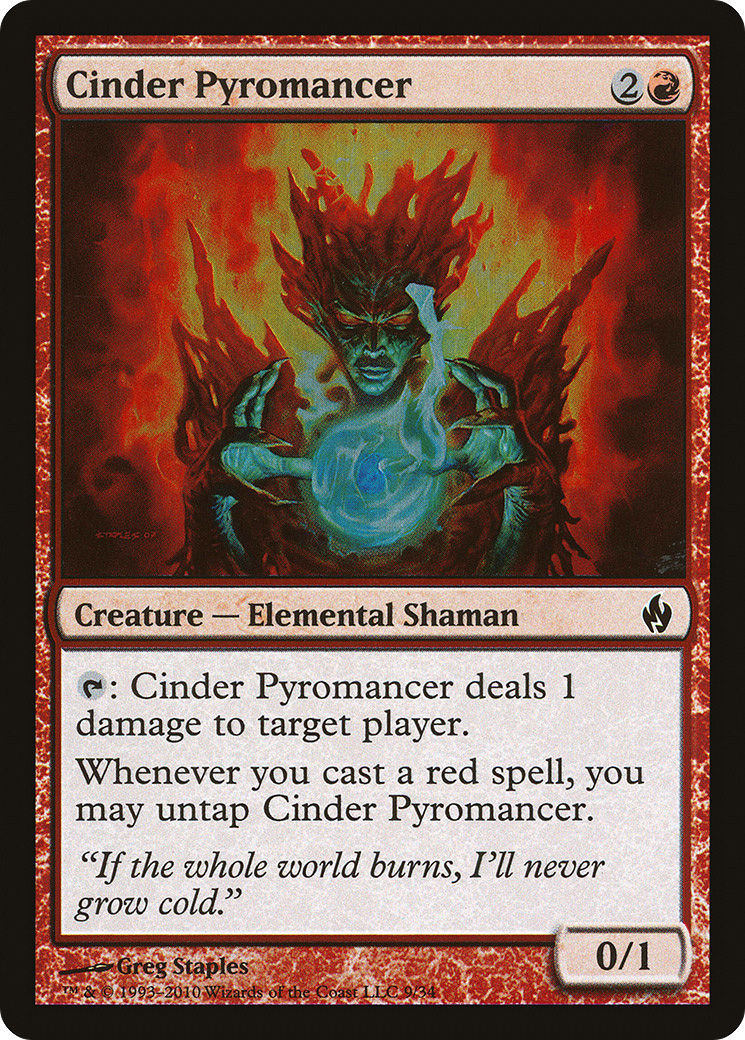 Cinder Pyromancer 2
STAPLES 07
Creature — Elemental Shaman
: Cinder Pyromancer deals 1
damage to target player.
Whenever you cast a red spell, you
may untap Cinder Pyromancer.
“If the whole world burns, I’ll never
grow cold.”
0/1
Greg Staples
™ & © 1993–2010 Wizards of the Coast LLC 9/34